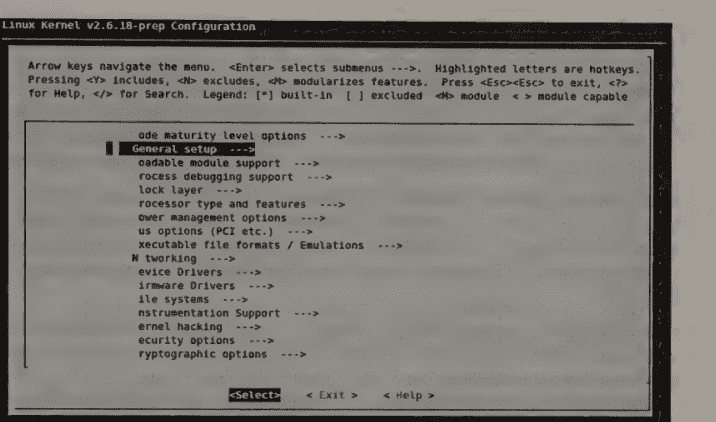 Linux Kernel v2.6.18-prep Configuration
Arrow keys navigate the menu. <Enter> selects submenus --->. Highlighted letters are hotkeys.
Pressing <Y> includes, <N> excludes, <M> modularizes features. Press <Esc><Esc> to exit, <?>
for Help, </> for Search. Legend: [*] built-in [ ] excluded <M> module < > module capable
ode maturity level options --->
General setup --->
oadable module support --->
rocess debugging support --->
lock layer --->
rocessor type and features --->
ower management options --->
us options (PCI etc.) --->
xecutable file formats / Emulations --->
N tworking --->
evice Drivers --->
irmware Drivers --->
ile systems --->
nstrumentation Support --->
ernel hacking --->
ecurity options --->
ryptographic options --->
<Select> < Exit > < Help >